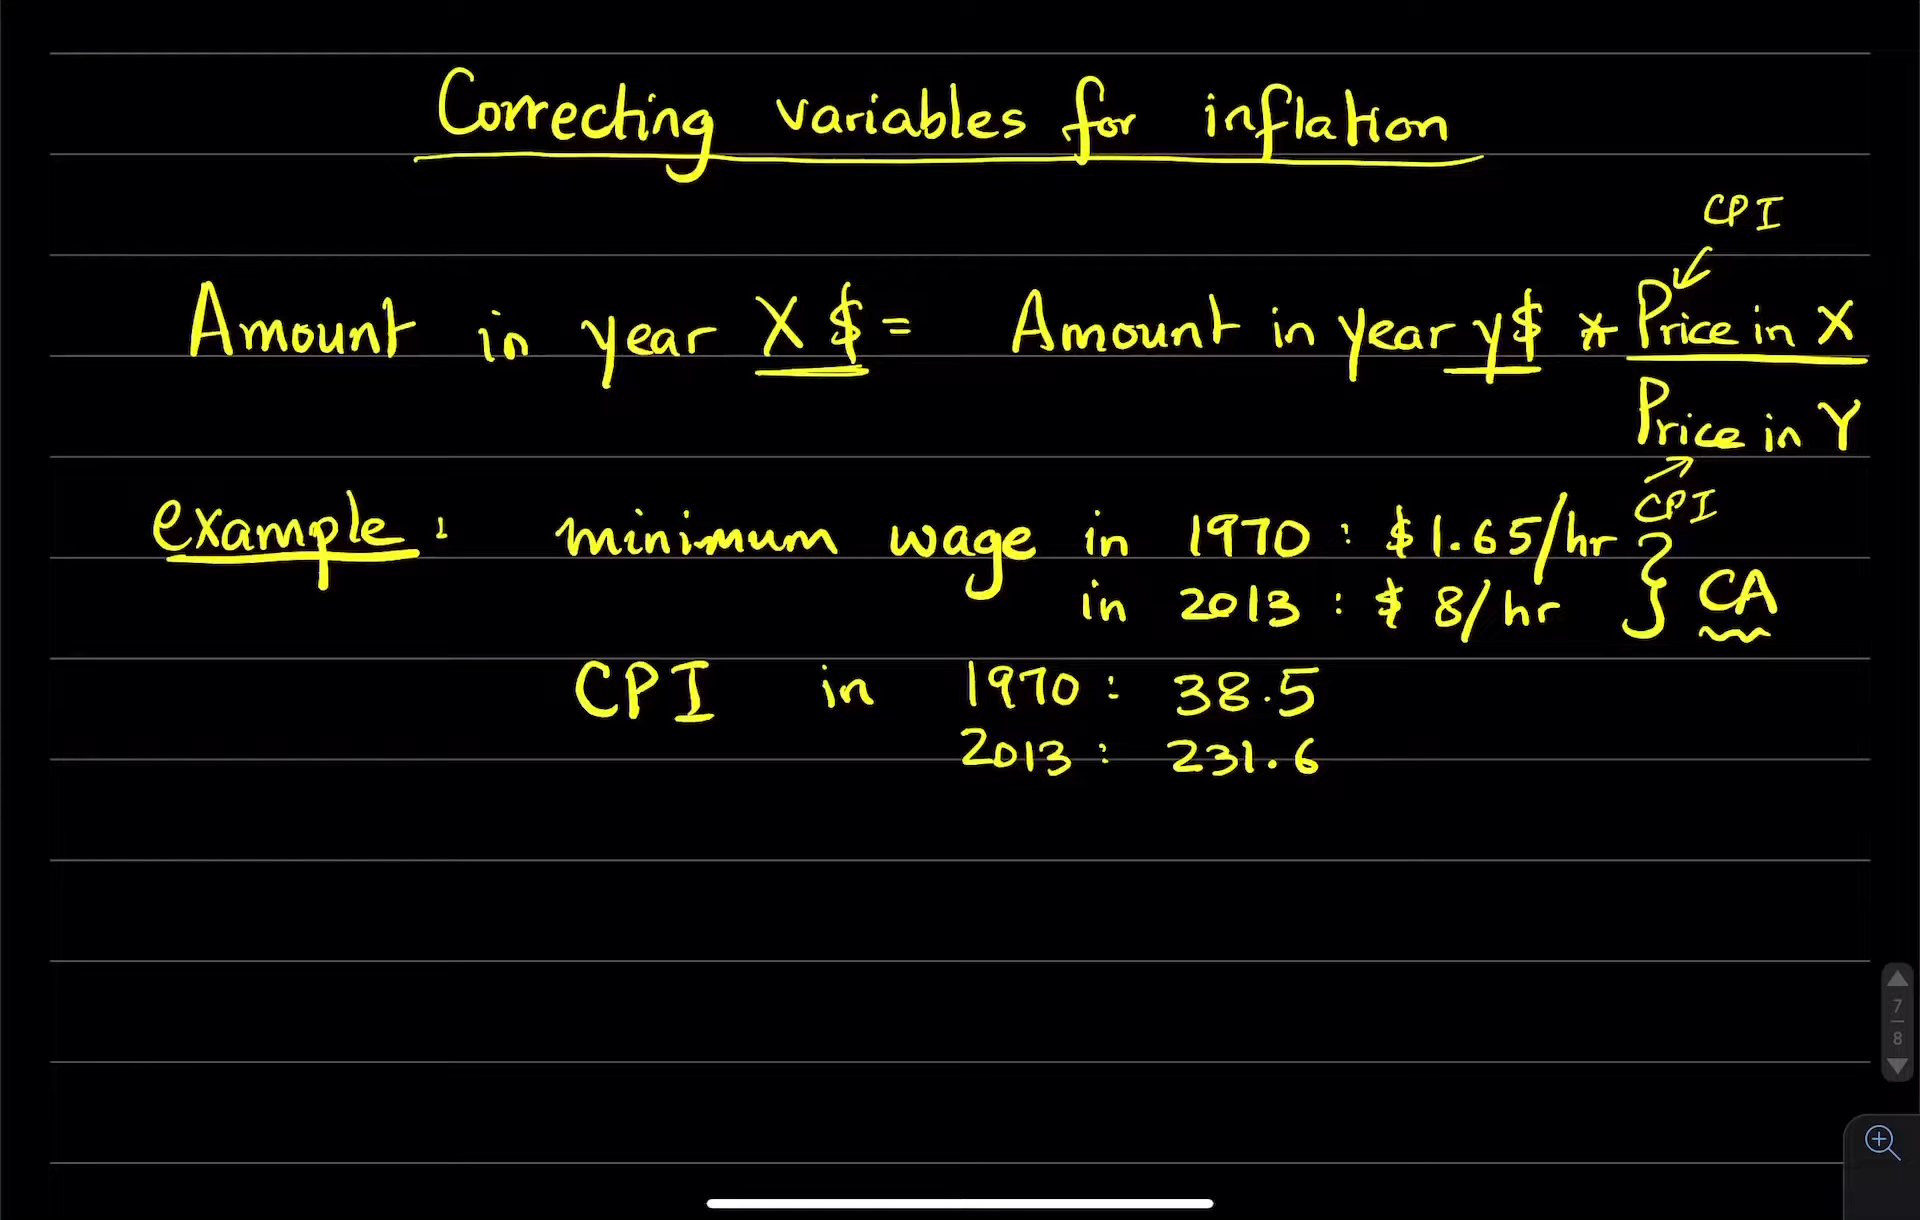 Correcting variables for inflation
CPI
Amount in year X $ = Amount in year y $ * Price in X
Price in Y
CPI
example: minimum wage in 1970 : $1.65/hr
in 2013 : $ 8/hr } CA
CPI in 1970 : 38.5
2013 : 231.6
7
8